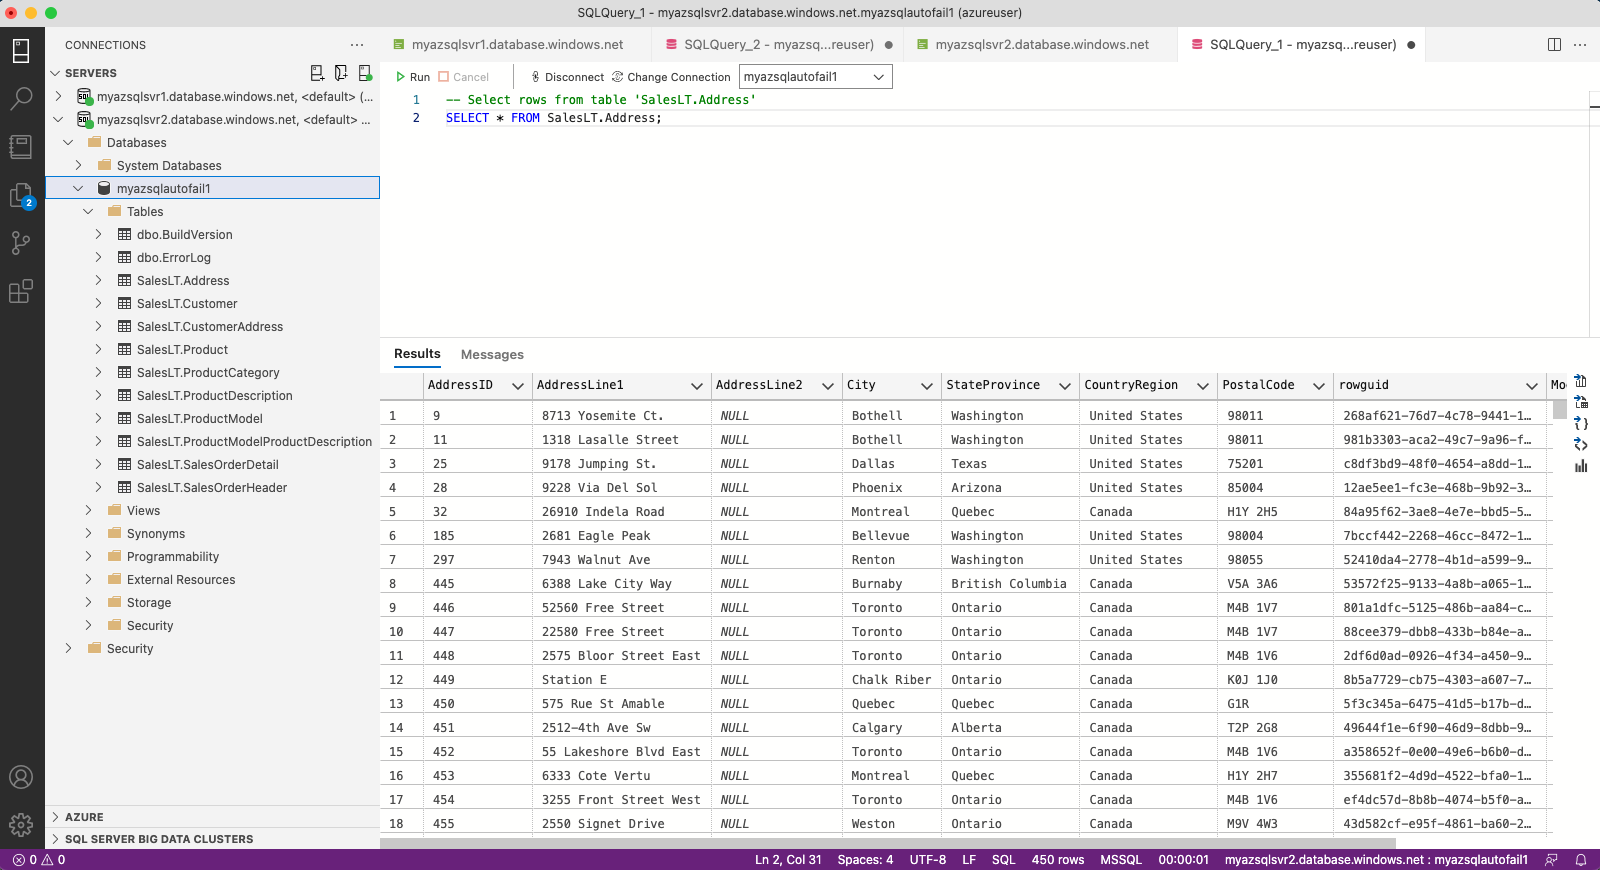 SQLQuery_1 - myazsqlsvr2.database.windows.net.myazsqlautofail1 (azureuser)
CONNECTIONS
SERVERS
myazsqlsvr1.database.windows.net, <default> (...
myazsqlsvr2.database.windows.net, <default> ...
Databases
System Databases
myazsqlautofail1
Tables
dbo.BuildVersion
dbo.ErrorLog
SalesLT.Address
SalesLT.Customer
SalesLT.CustomerAddress
SalesLT.Product
SalesLT.ProductCategory
SalesLT.ProductDescription
SalesLT.ProductModel
SalesLT.ProductModelProductDescription
SalesLT.SalesOrderDetail
SalesLT.SalesOrderHeader
Views
Synonyms
Programmability
External Resources
Storage
Security
Security
AZURE
SQL SERVER BIG DATA CLUSTERS
2
myazsqlsvr1.database.windows.net SQLQuery_2 - myazsq...reuser) myazsqlsvr2.database.windows.net SQLQuery_1 - myazsq...reuser)
Run Cancel Disconnect Change Connection myazsqlautofail1
1 -- Select rows from table 'SalesLT.Address'
2 SELECT * FROM SalesLT.Address;
Results Messages
AddressID AddressLine1 AddressLine2 City StateProvince CountryRegion PostalCode rowguid Mo
1 9 8713 Yosemite Ct. NULL Bothell Washington United States 98011 268af621-76d7-4c78-9441-1...
2 11 1318 Lasalle Street NULL Bothell Washington United States 98011 981b3303-aca2-49c7-9a96-f...
3 25 9178 Jumping St. NULL Dallas Texas United States 75201 c8df3bd9-48f0-4654-a8dd-1...
4 28 9228 Via Del Sol NULL Phoenix Arizona United States 85004 12ae5ee1-fc3e-468b-9b92-3...
5 32 26910 Indela Road NULL Montreal Quebec Canada H1Y 2H5 84a95f62-3ae8-4e7e-bbd5-5...
6 185 2681 Eagle Peak NULL Bellevue Washington United States 98004 7bccf442-2268-46cc-8472-1...
7 297 7943 Walnut Ave NULL Renton Washington United States 98055 52410da4-2778-4b1d-a599-9...
8 445 6388 Lake City Way NULL Burnaby British Columbia Canada V5A 3A6 53572f25-9133-4a8b-a065-1...
9 446 52560 Free Street NULL Toronto Ontario Canada M4B 1V7 801a1dfc-5125-486b-aa84-c...
10 447 22580 Free Street NULL Toronto Ontario Canada M4B 1V7 88cee379-dbb8-433b-b84e-a...
11 448 2575 Bloor Street East NULL Toronto Ontario Canada M4B 1V6 2df6d0ad-0926-4f34-a450-9...
12 449 Station E NULL Chalk Riber Ontario Canada K0J 1J0 8b5a7729-cb75-4303-a607-7...
13 450 575 Rue St Amable NULL Quebec Quebec Canada G1R 5f3c345a-6475-41d5-b17b-d...
14 451 2512-4th Ave Sw NULL Calgary Alberta Canada T2P 2G8 49644f1e-6f90-46d9-8dbb-9...
15 452 55 Lakeshore Blvd East NULL Toronto Ontario Canada M4B 1V6 a358652f-0e00-49e6-b6b0-d...
16 453 6333 Cote Vertu NULL Montreal Quebec Canada H1Y 2H7 355681f2-4d9d-4522-bfa0-1...
17 454 3255 Front Street West NULL Toronto Ontario Canada M4B 1V6 ef4dc57d-8b8b-4074-b5f0-a...
18 455 2550 Signet Drive NULL Weston Ontario Canada M9V 4W3 43d582cf-e95f-4861-ba60-2...
0 0 Ln 2, Col 31 Spaces: 4 UTF-8 LF SQL 450 rows MSSQL 00:00:01 myazsqlsvr2.database.windows.net : myazsqlautofail1